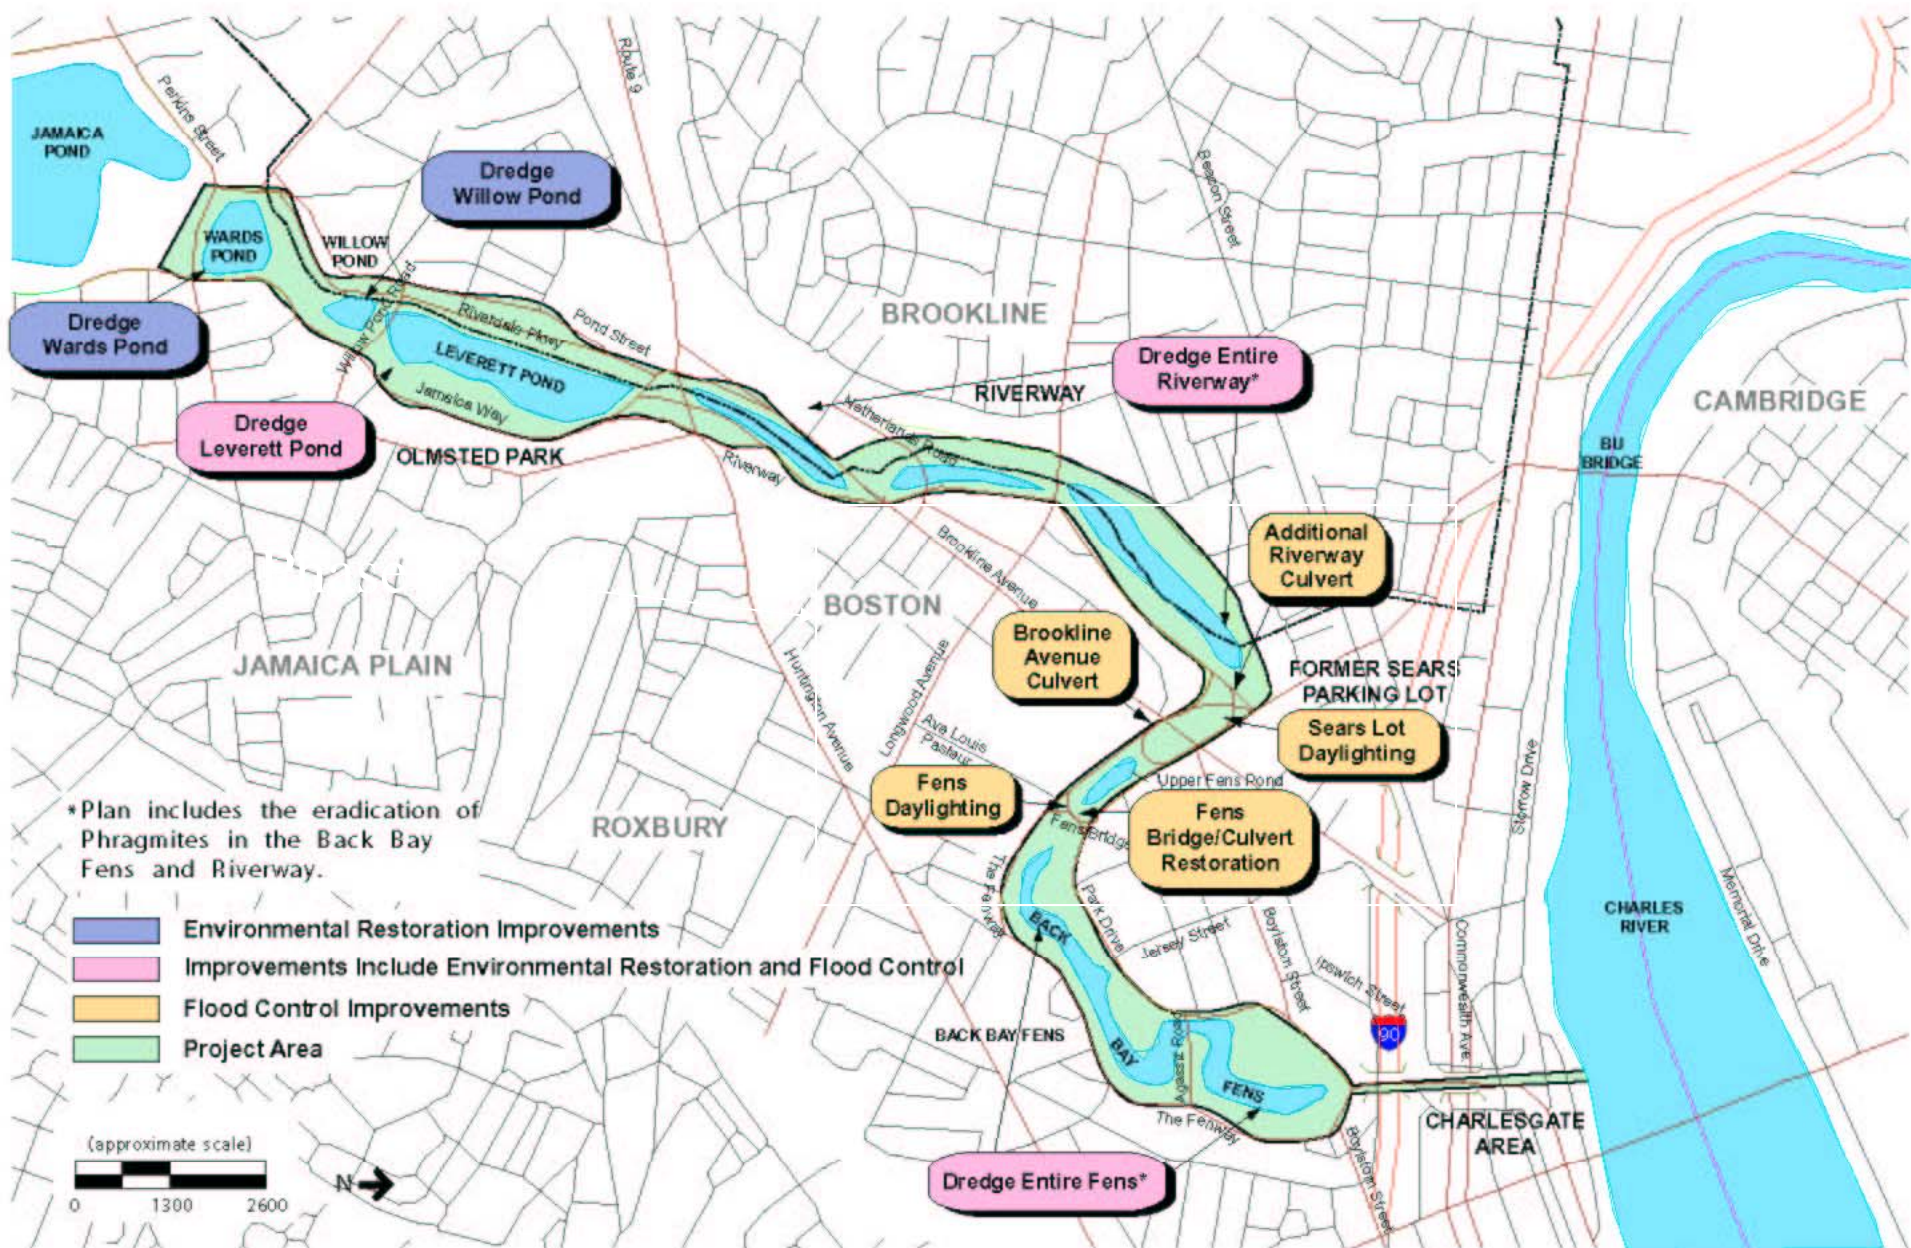 Route 9
Perkins Street
JAMAICA
POND
Dredge
Willow Pond
Beacon Street
WARDS
POND
WILLOW
POND
Dredge
Wards Pond
Willow Pond Road
Riverdale Pkwy
Pond Street
LEVERETT POND
Jamaica Way
BROOKLINE
Dredge Entire
Riverway*
RIVERWAY
Netherlands Road
CAMBRIDGE
BU
BRIDGE
Dredge
Leverett Pond
OLMSTED PARK
Riverway
Brookline Avenue
Additional
Riverway
Culvert
BOSTON
Brookline
Avenue
Culvert
JAMAICA PLAIN
Huntington Avenue
Longwood Avenue
FORMER SEARS
PARKING LOT
Ave Louis
Pasteur
Sears Lot
Daylighting
Storrow Drive
Fens
Daylighting
Upper Fens Pond
Fens
Bridge/Culvert
Restoration
Fens Bridge
ROXBURY
*Plan includes the eradication of
Phragmites in the Back Bay
Fens and Riverway.
The Fenway
Park Drive
Jersey Street
Boylston Street
Ipswich Street
Commonwealth Ave.
CHARLES
RIVER
Memorial Drive
Environmental Restoration Improvements
Improvements Include Environmental Restoration and Flood Control
Flood Control Improvements
Project Area
BACK
BAY
FENS
BACK BAY FENS
Agassiz Road
90
The Fenway
CHARLESGATE
AREA
Boylston Street
Dredge Entire Fens*
(approximate scale)
0 1300 2600
N